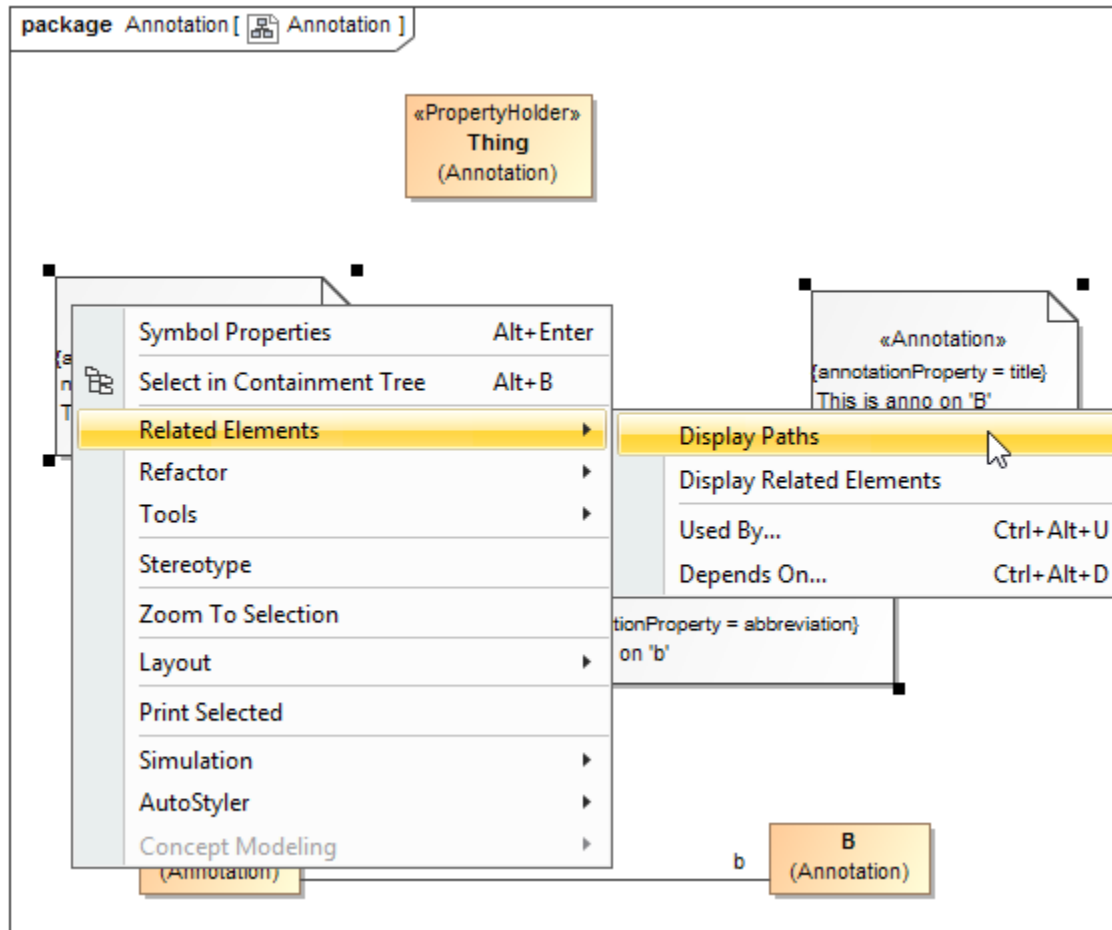 package Annotation [ Annotation ]
«PropertyHolder»
Thing
(Annotation)
«Annotation»
{annotationProperty = title}
This is anno on 'B'
{a
n
T
Symbol Properties Alt+Enter
Select in Containment Tree Alt+B
Related Elements
Refactor
Tools
Stereotype
Zoom To Selection
Layout
Print Selected
Simulation
AutoStyler
Concept Modeling
Display Paths
Display Related Elements
Used By... Ctrl+Alt+U
Depends On... Ctrl+Alt+D
tionProperty = abbreviation}
on 'b'
(Annotation)
b
B
(Annotation)